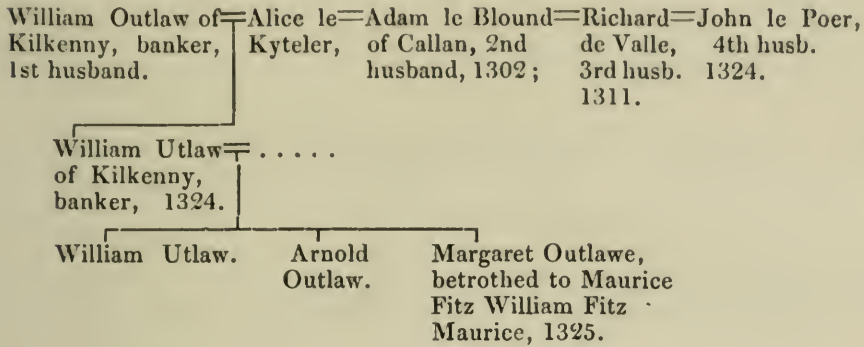 William Outlaw of=Alice le=Adam le Blound=Richard=John le Poer,
Kilkenny, banker, Kyteler, of Callan, 2nd de Valle, 4th husb.
1st husband. husband, 1302; 3rd husb. 1324.
1311.
William Utlaw= . . . . .
of Kilkenny,
banker, 1324.
William Utlaw. Arnold Margaret Outlawe,
Outlaw. betrothed to Maurice
Fitz William Fitz
Maurice, 1325.